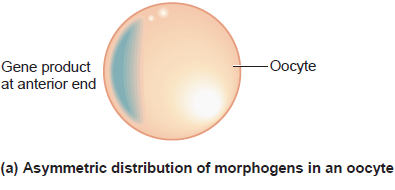 Gene product
at anterior end
Oocyte
(a) Asymmetric distribution of morphogens in an oocyte